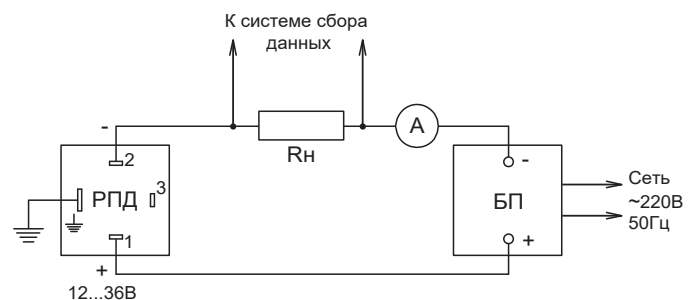 К системе сбора
данных
A
Rн
-
2
РПД
3
1
+
12...36В
-
БП
+
Сеть
~220В
50Гц